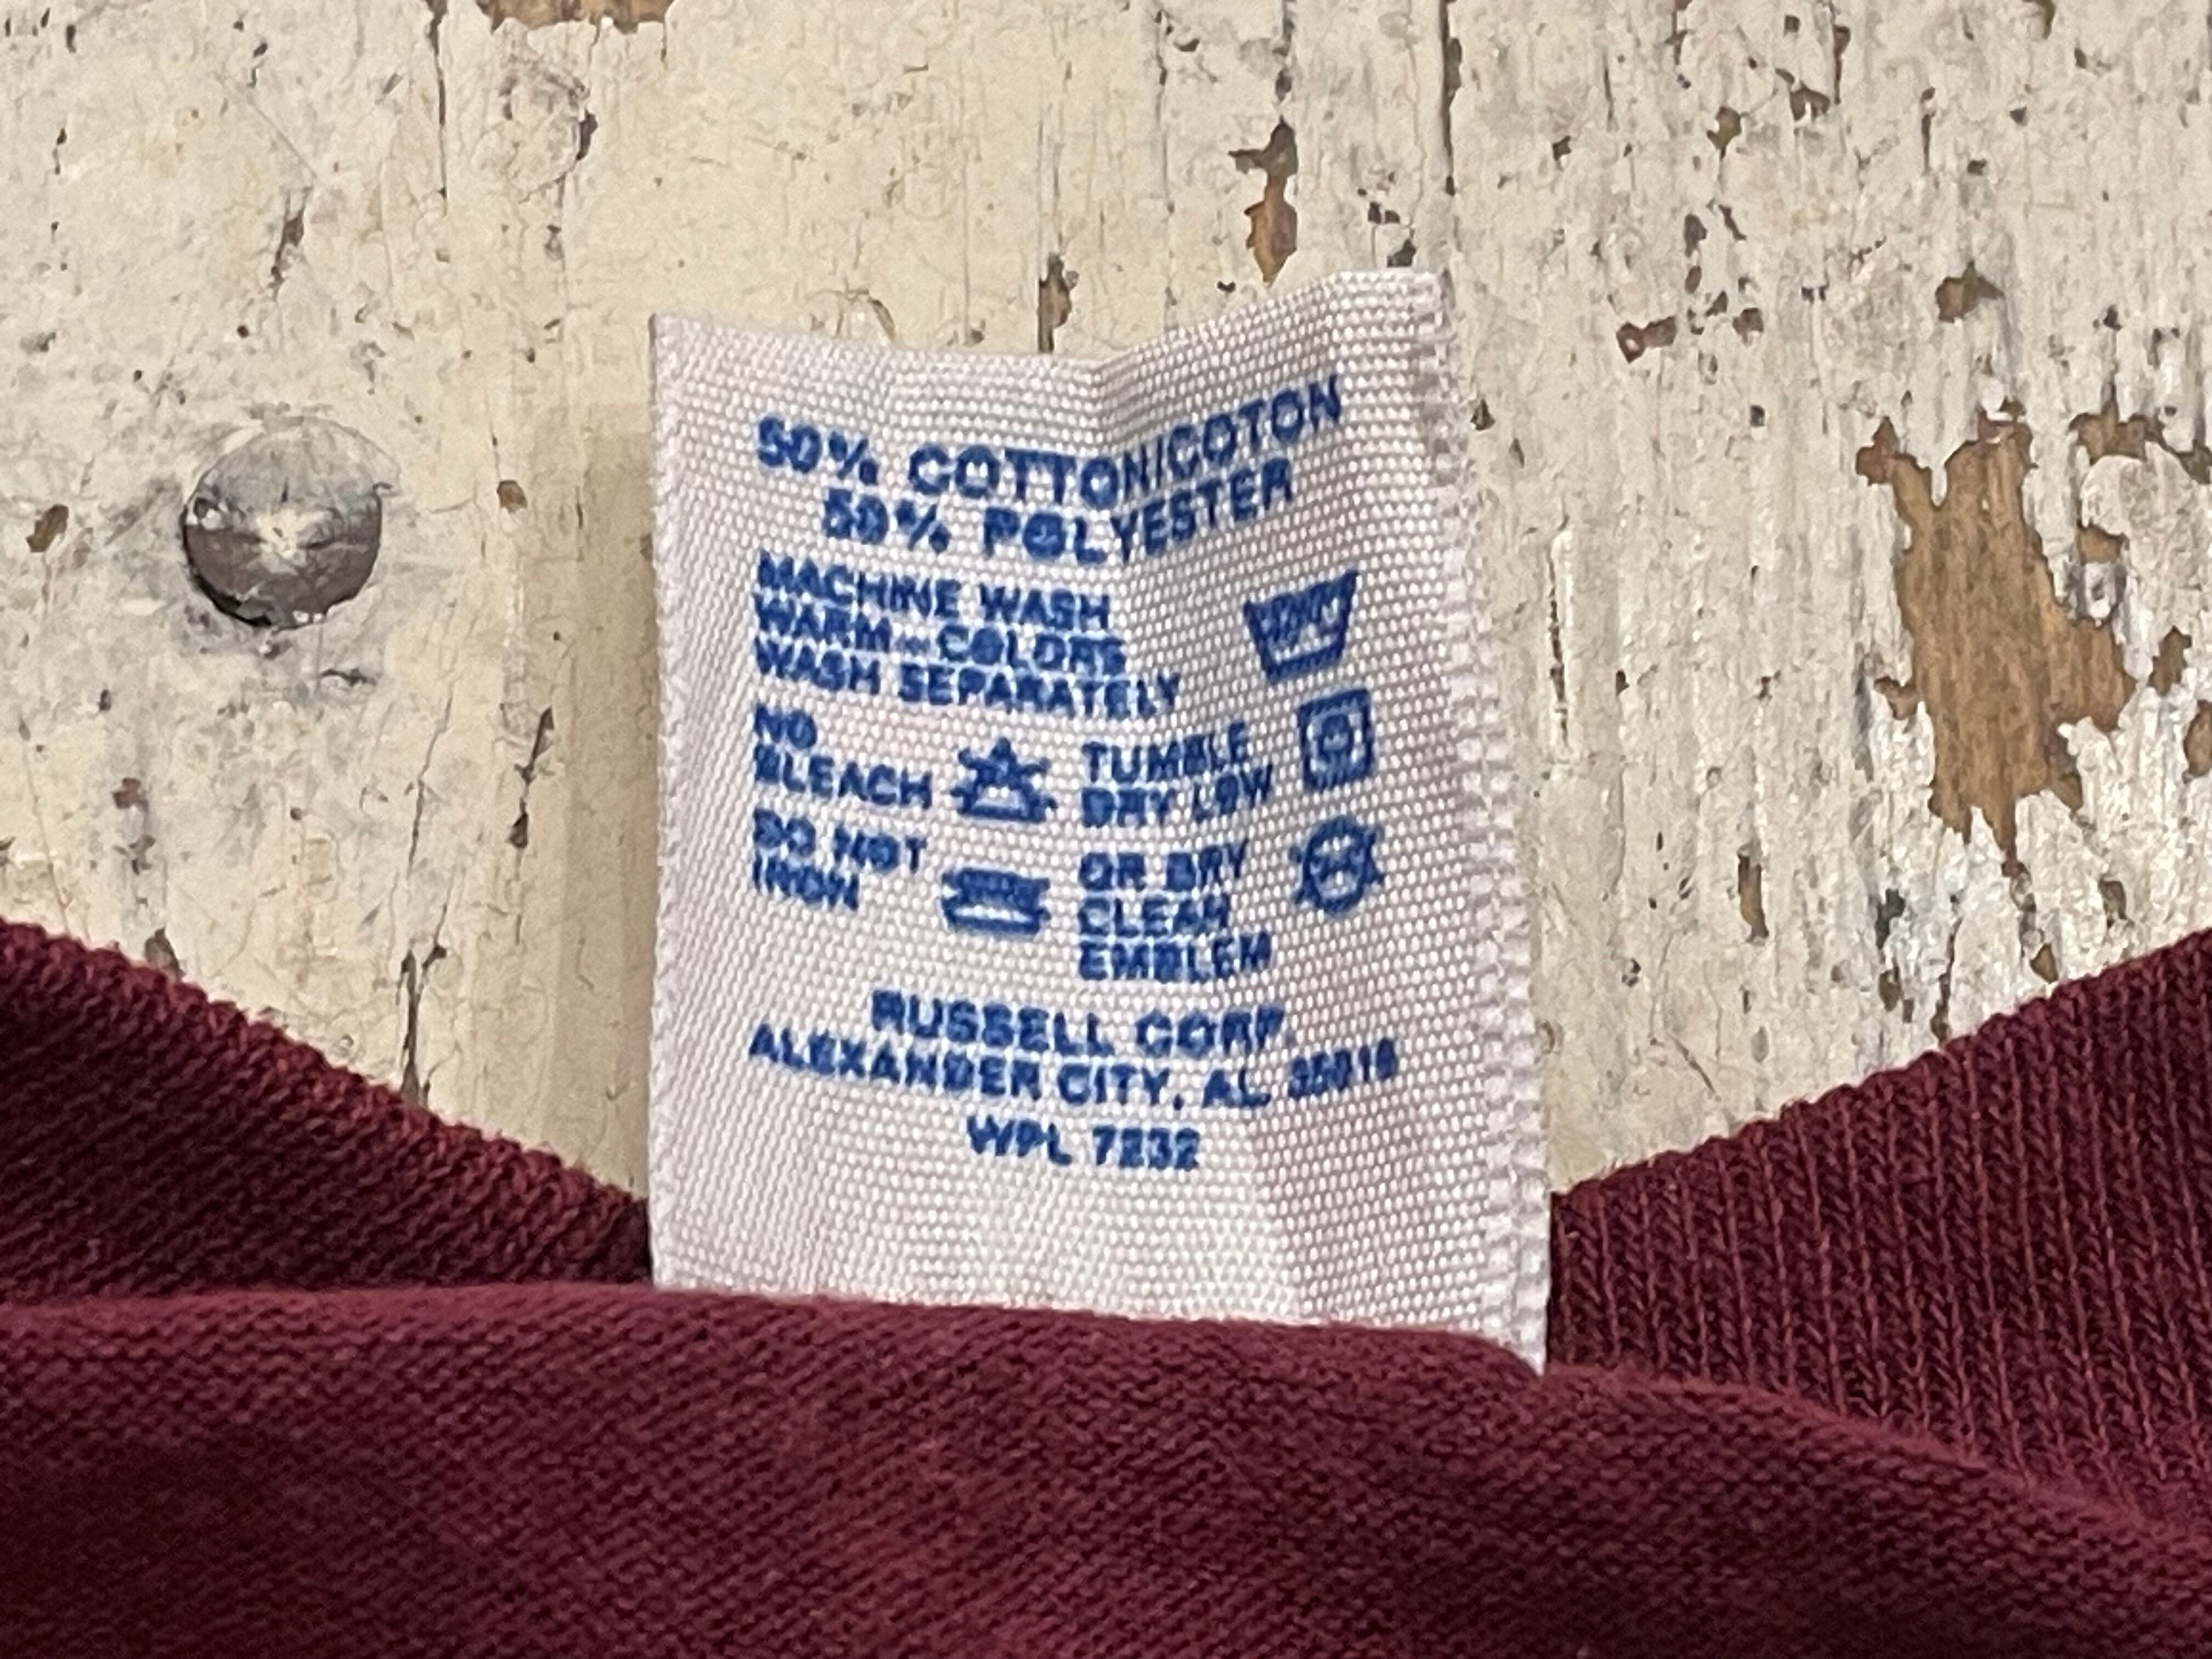 50% COTTON/COTON
50% POLYESTER
MACHINE WASH
WARM - COLORS
WASH SEPARATELY
NO
BLEACH
TUMBLE
DRY LOW
DO NOT
IRON
OR DRY
CLEAN
EMBLEM
RUSSELL CORP.
ALEXANDER CITY, AL 35010
WPL 7232